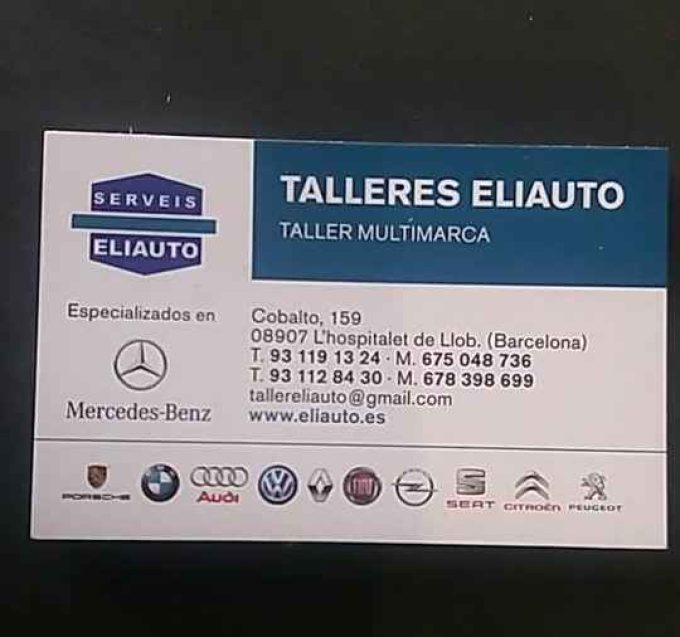 SERVEIS
ELIAUTO
TALLERES ELIAUTO
TALLER MULTIMARCA
Especializados en
Mercedes-Benz
Cobalto, 159
08907 L'hospitalet de Llob. (Barcelona)
T. 93 119 13 24 · M. 675 048 736
T. 93 112 84 30 · M. 678 398 699
tallereliauto@gmail.com
www.eliauto.es
PORSCHE
Audi
FIAT
SEAT
CITROËN
PEUGEOT